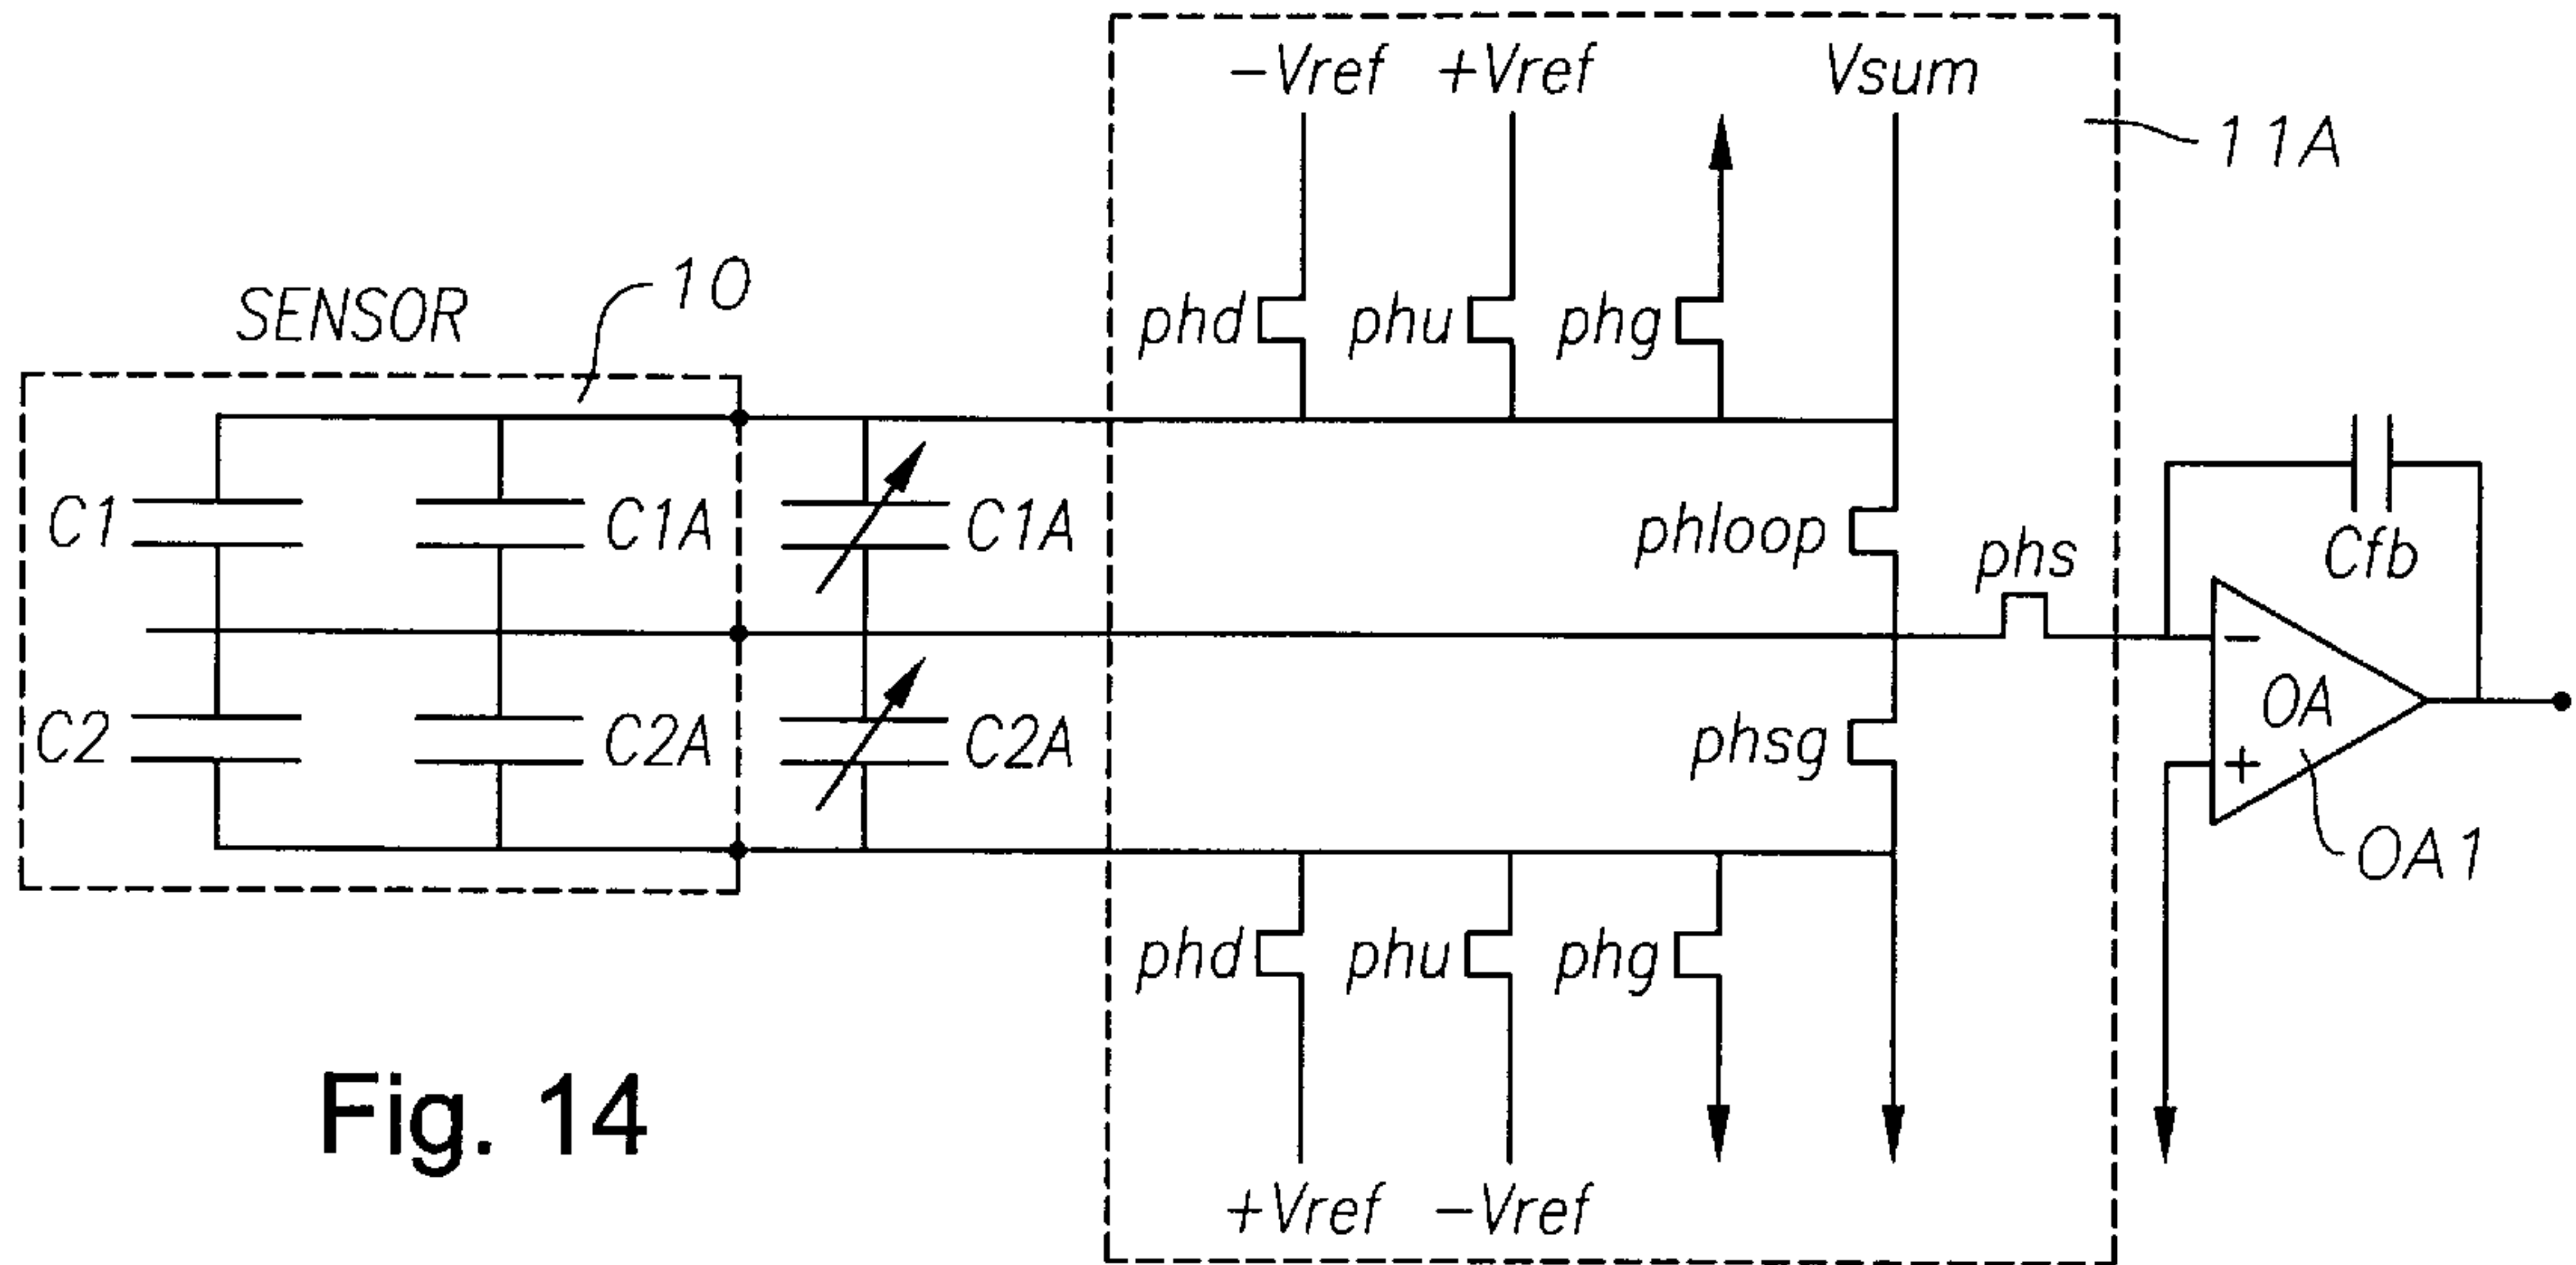 -Vref +Vref Vsum
11A
10
SENSOR
phd phu phg
C1 C1A C1A phloop
phs Cfb
C2 C2A C2A phsg
- OA
+
OA1
phd phu phg
Fig. 14
+Vref -Vref